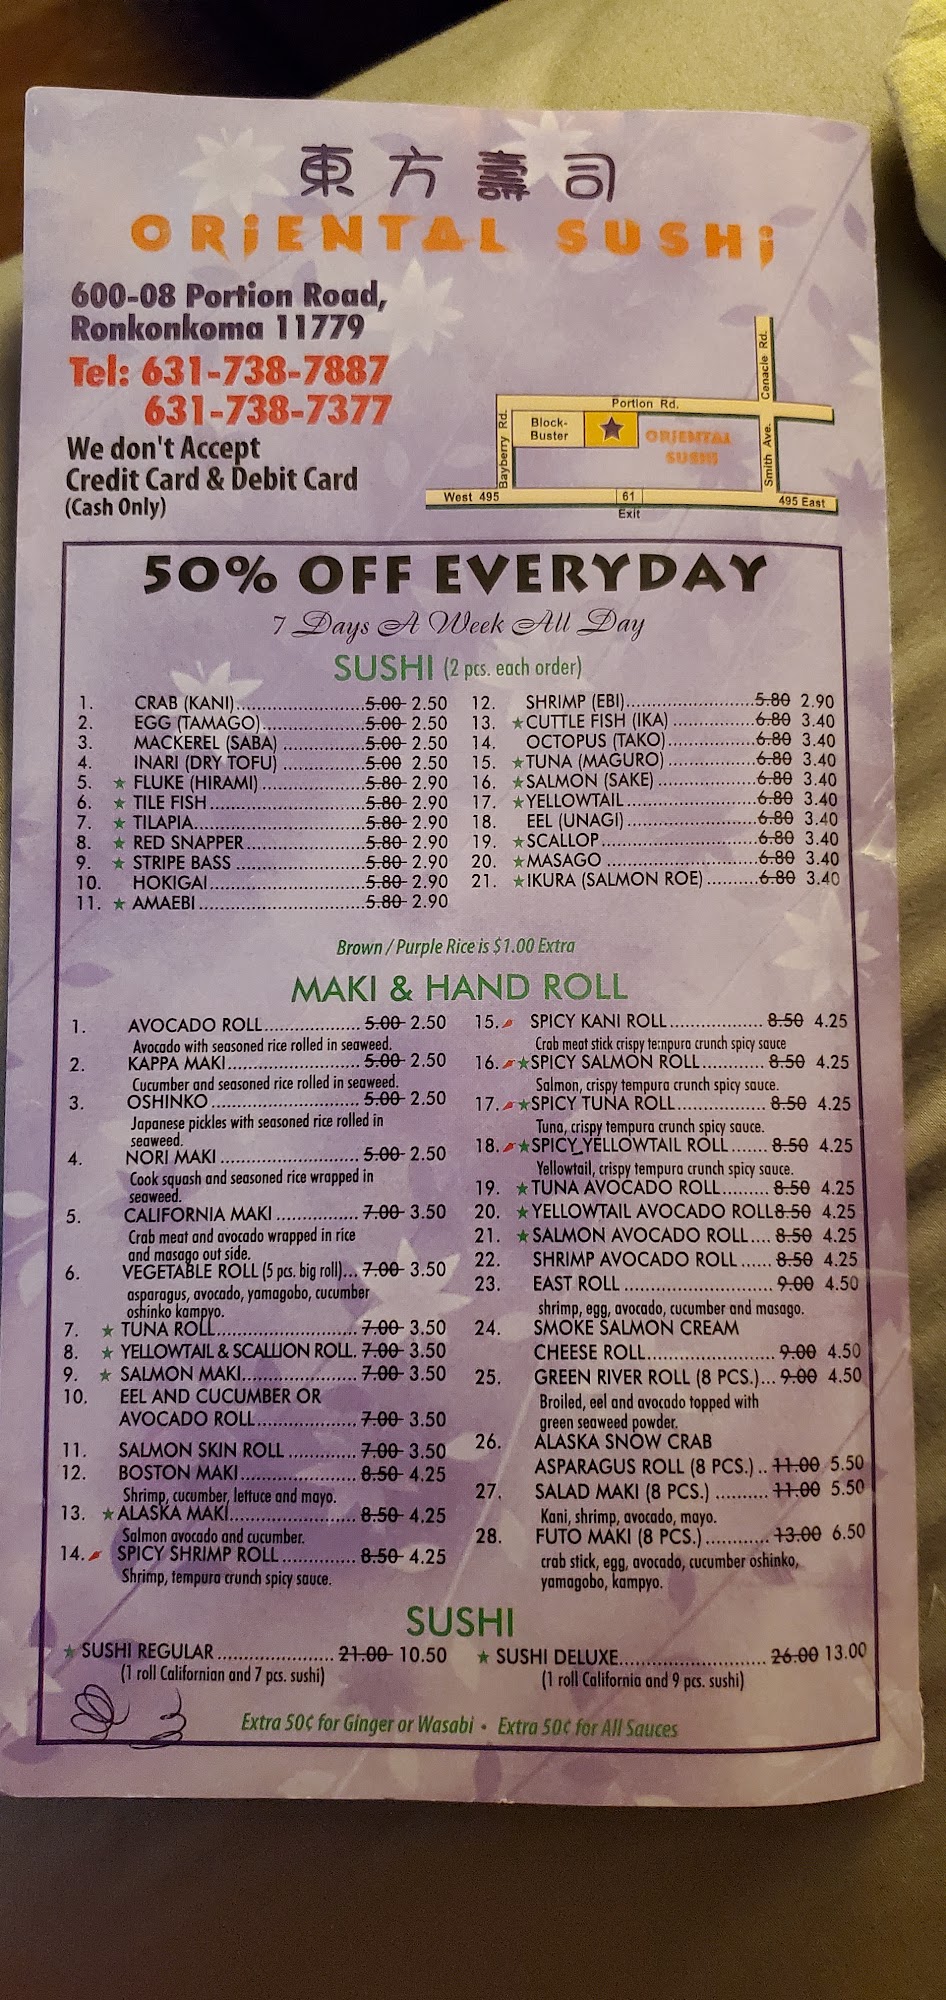 東方壽司
ORIENTAL SUSHI
600-08 Portion Road,
Ronkonkoma 11779
Tel: 631-738-7887
631-738-7377
We don't Accept
Credit Card & Debit Card
(Cash Only)
Cenacle Rd.
Portion Rd.
Block-
Buster
ORIENTAL
SUSHI
Bayberry Rd.
Smith Ave.
West 495
61
Exit
495 East
50% OFF EVERYDAY
7 Days A Week All Day
SUSHI (2 pcs. each order)
1. CRAB (KANI) 5.00 2.50
2. EGG (TAMAGO) 5.00 2.50
3. MACKEREL (SABA) 5.00 2.50
4. INARI (DRY TOFU) 5.00 2.50
5. ★ FLUKE (HIRAMI) 5.80 2.90
6. ★ TILE FISH 5.80 2.90
7. ★ TILAPIA 5.80 2.90
8. ★ RED SNAPPER 5.80 2.90
9. ★ STRIPE BASS 5.80 2.90
10. HOKIGAI 5.80 2.90
11. ★ AMAEBI 5.80 2.90
12. SHRIMP (EBI) 5.80 2.90
13. ★ CUTTLE FISH (IKA) 6.80 3.40
14. OCTOPUS (TAKO) 6.80 3.40
15. ★ TUNA (MAGURO) 6.80 3.40
16. ★ SALMON (SAKE) 6.80 3.40
17. ★ YELLOWTAIL 6.80 3.40
18. EEL (UNAGI) 6.80 3.40
19. ★ SCALLOP 6.80 3.40
20. ★ MASAGO 6.80 3.40
21. ★ IKURA (SALMON ROE) 6.80 3.40
Brown / Purple Rice is $1.00 Extra
MAKI & HAND ROLL
1. AVOCADO ROLL 5.00 2.50
Avocado with seasoned rice rolled in seaweed.
2. KAPPA MAKI 5.00 2.50
Cucumber and seasoned rice rolled in seaweed.
3. OSHINKO 5.00 2.50
Japanese pickles with seasoned rice rolled in
seaweed.
4. NORI MAKI 5.00 2.50
Cook squash and seasoned rice wrapped in
seaweed.
5. CALIFORNIA MAKI 7.00 3.50
Crab meat and avocado wrapped in rice
and masago out side.
6. VEGETABLE ROLL (5 pcs. big roll) 7.00 3.50
asparagus, avocado, yamagobo, cucumber
oshinko kampyo.
7. ★ TUNA ROLL 7.00 3.50
8. ★ YELLOWTAIL & SCALLION ROLL. 7.00 3.50
9. ★ SALMON MAKI 7.00 3.50
10. EEL AND CUCUMBER OR
AVOCADO ROLL 7.00 3.50
11. SALMON SKIN ROLL 7.00 3.50
12. BOSTON MAKI 8.50 4.25
Shrimp, cucumber, lettuce and mayo.
13. ★ ALASKA MAKI 8.50 4.25
Salmon avocado and cucumber.
14. SPICY SHRIMP ROLL 8.50 4.25
Shrimp, tempura crunch spicy sauce.
15. SPICY KANI ROLL 8.50 4.25
Crab meat stick crispy tempura crunch spicy sauce
16. ★ SPICY SALMON ROLL 8.50 4.25
Salmon, crispy tempura crunch spicy sauce.
17. ★ SPICY TUNA ROLL 8.50 4.25
Tuna, crispy tempura crunch spicy sauce.
18. ★ SPICY YELLOWTAIL ROLL 8.50 4.25
Yellowtail, crispy tempura crunch spicy sauce.
19. ★ TUNA AVOCADO ROLL 8.50 4.25
20. ★ YELLOWTAIL AVOCADO ROLL 8.50 4.25
21. ★ SALMON AVOCADO ROLL 8.50 4.25
22. SHRIMP AVOCADO ROLL 8.50 4.25
23. EAST ROLL 9.00 4.50
shrimp, egg, avocado, cucumber and masago.
24. SMOKE SALMON CREAM
CHEESE ROLL 9.00 4.50
25. GREEN RIVER ROLL (8 PCS.) 9.00 4.50
Broiled, eel and avocado topped with
green seaweed powder.
26. ALASKA SNOW CRAB
ASPARAGUS ROLL (8 PCS.) 11.00 5.50
27. SALAD MAKI (8 PCS.) 11.00 5.50
Kani, shrimp, avocado, mayo.
28. FUTO MAKI (8 PCS.) 13.00 6.50
crab stick, egg, avocado, cucumber oshinko,
yamagobo, kampyo.
SUSHI
★ SUSHI REGULAR 21.00 10.50
(1 roll Californian and 7 pcs. sushi)
★ SUSHI DELUXE 26.00 13.00
(1 roll California and 9 pcs. sushi)
Extra 50¢ for Ginger or Wasabi • Extra 50¢ for All Sauces